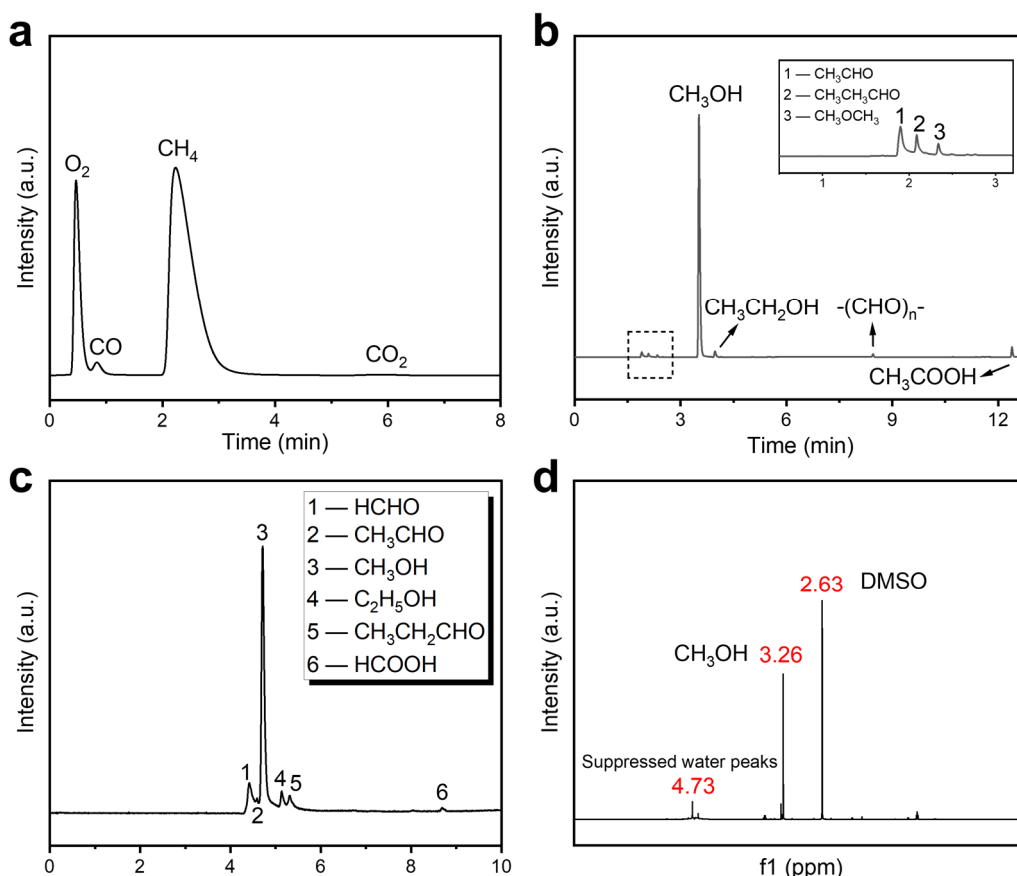 a
Intensity (a.u.)
O₂
CO
CH₄
CO₂
0 2 4 6 8
Time (min)
b
Intensity (a.u.)
CH₃OH
1 — CH₃CHO
2 — CH₃CH₃CHO
3 — CH₃OCH₃
1 2 3
1 2 3
CH₃CH₂OH
-(CHO)ₙ-
CH₃COOH
0 3 6 9 12
Time (min)
c
Intensity (a.u.)
1 — HCHO
2 — CH₃CHO
3 — CH₃OH
4 — C₂H₅OH
5 — CH₃CH₂CHO
6 — HCOOH
3
1
2
4
5
6
0 2 4 6 8 10
d
Intensity (a.u.)
2.63 DMSO
CH₃OH 3.26
Suppressed water peaks
4.73
f1 (ppm)